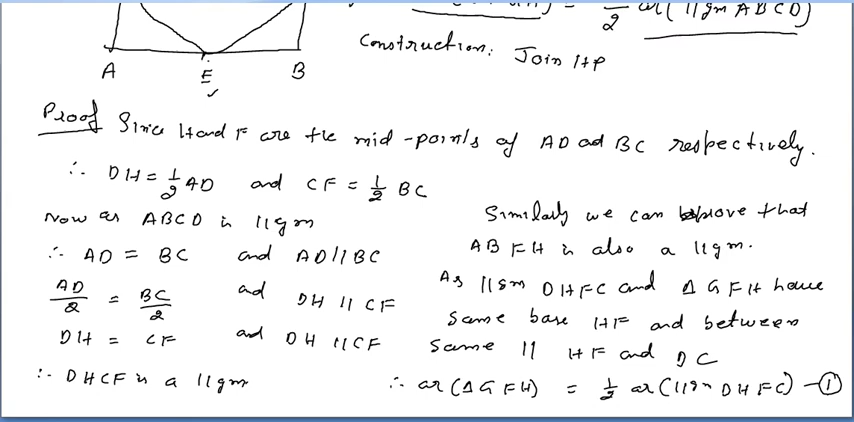 = 1/2 ar(||gm ABCD)
Construction: Join HF
A E B
Proof Since H and F are the mid-points of AD ad BC respectively.
∴ DH = 1/2 AD and CF = 1/2 BC
Now as ABCD is ||gm
∴ AD = BC and AD || BC
AD/2 = BC/2 and DH || CF
DH = CF and DH || CF
∴ DHCF is a ||gm
Similarly we can prove that
ABFH is also a ||gm.
As ||gm DHFC and Δ GFH have
same base HF and between
same || HF and DC
∴ ar(Δ GFH) = 1/2 ar(||gm DHFC) - ①